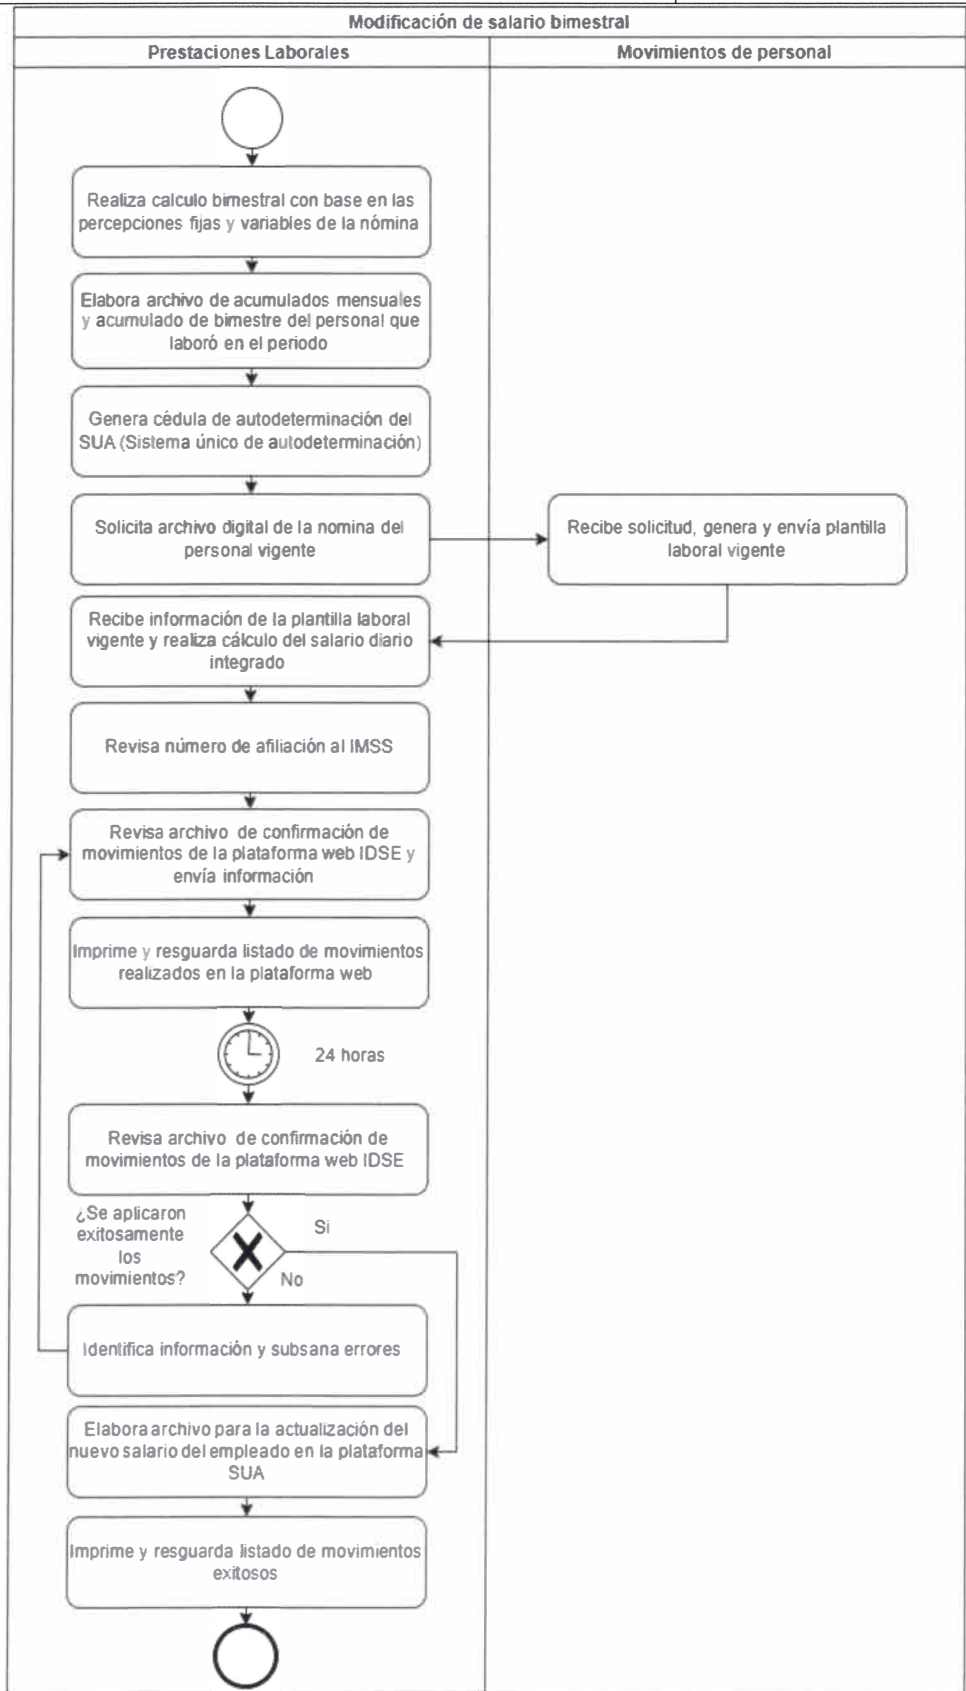 Modificación de salario bimestral
Prestaciones Laborales
Movimientos de personal
Realiza calculo bimestral con base en las
percepciones fijas y variables de la nómina
Elabora archivo de acumulados mensuales
y acumulado de bimestre del personal que
laboró en el periodo
Genera cédula de autodeterminación del
SUA (Sistema único de autodeterminación)
Solicita archivo digital de la nomina del
personal vigente
Recibe solicitud, genera y envía plantilla
laboral vigente
Recibe información de la plantilla laboral
vigente y realiza cálculo del salario diario
integrado
Revisa número de afiliación al IMSS
Revisa archivo de confirmación de
movimientos de la plataforma web IDSE y
envía información
Imprime y resguarda listado de movimientos
realizados en la plataforma web
24 horas
Revisa archivo de confirmación de
movimientos de la plataforma web IDSE
¿Se aplicaron
exitosamente
los
movimientos?
Si
No
Identifica información y subsana errores
Elabora archivo para la actualización del
nuevo salario del empleado en la plataforma
SUA
Imprime y resguarda listado de movimientos
exitosos